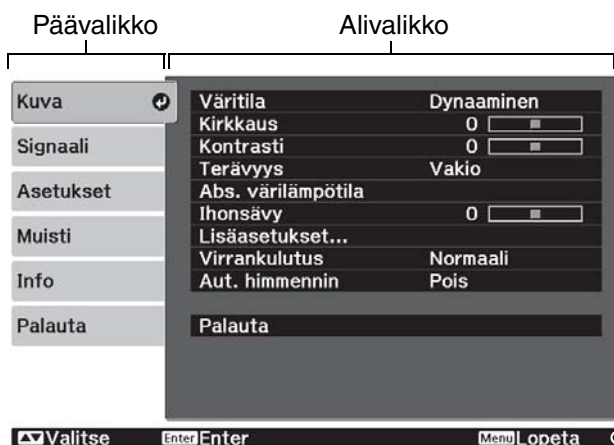 Päävalikko Alivalikko
Kuva Väritila Dynaaminen
Kirkkaus 0
Signaali Kontrasti 0
Terävyys Vakio
Asetukset Abs. värilämpötila
Ihonsävy 0
Muisti Lisäasetukset...
Virrankulutus Normaali
Info Aut. himmennin Pois
Palauta Palauta
Valitse Enter Enter Menu Lopeta